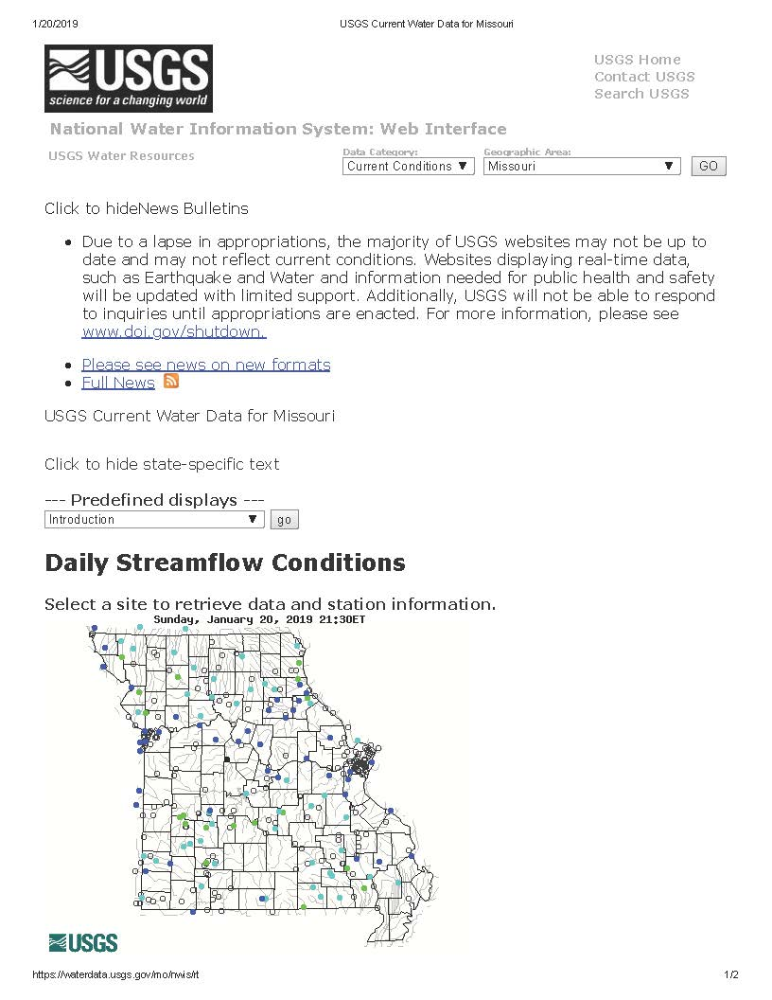 1/20/2019
USGS Current Water Data for Missouri
USGS
science for a changing world
USGS Home
Contact USGS
Search USGS
National Water Information System: Web Interface
USGS Water Resources
Data Category:
Geographic Area:
Current Conditions ▼
Missouri ▼
GO
Click to hideNews Bulletins
• Due to a lapse in appropriations, the majority of USGS websites may not be up to
date and may not reflect current conditions. Websites displaying real-time data,
such as Earthquake and Water and information needed for public health and safety
will be updated with limited support. Additionally, USGS will not be able to respond
to inquiries until appropriations are enacted. For more information, please see
www.doi.gov/shutdown.
• Please see news on new formats
• Full News
USGS Current Water Data for Missouri
Click to hide state-specific text
--- Predefined displays ---
Introduction ▼
go
Daily Streamflow Conditions
Select a site to retrieve data and station information.
Sunday, January 20, 2019 21:30ET
USGS
https://waterdata.usgs.gov/mo/nwis/rt
1/2